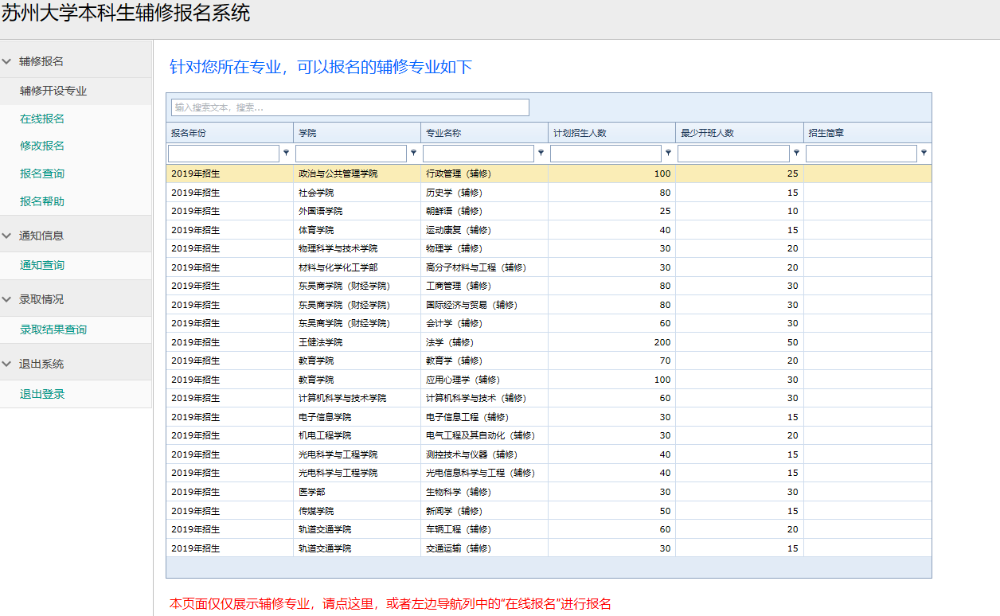 苏州大学本科生辅修报名系统
辅修报名
辅修开设专业
在线报名
修改报名
报名查询
报名帮助
通知信息
通知查询
录取情况
录取结果查询
退出系统
退出登录
针对您所在专业，可以报名的辅修专业如下
输入搜索文本，搜索...
报名年份 学院 专业名称 计划招生人数 最少开班人数 招生简章
2019年招生 政治与公共管理学院 行政管理（辅修） 100 25
2019年招生 社会学院 历史学（辅修） 80 15
2019年招生 外国语学院 朝鲜语（辅修） 25 10
2019年招生 体育学院 运动康复（辅修） 40 15
2019年招生 物理科学与技术学院 物理学（辅修） 30 20
2019年招生 材料与化学化工学部 高分子材料与工程（辅修） 30 20
2019年招生 东吴商学院（财经学院） 工商管理（辅修） 80 30
2019年招生 东吴商学院（财经学院） 国际经济与贸易（辅修） 80 30
2019年招生 东吴商学院（财经学院） 会计学（辅修） 60 30
2019年招生 王健法学院 法学（辅修） 200 50
2019年招生 教育学院 教育学（辅修） 70 20
2019年招生 教育学院 应用心理学（辅修） 100 30
2019年招生 计算机科学与技术学院 计算机科学与技术（辅修） 60 30
2019年招生 电子信息学院 电子信息工程（辅修） 30 15
2019年招生 机电工程学院 电气工程及其自动化（辅修） 30 20
2019年招生 光电科学与工程学院 测控技术与仪器（辅修） 40 15
2019年招生 光电科学与工程学院 光电信息科学与工程（辅修） 40 15
2019年招生 医学部 生物科学（辅修） 30 30
2019年招生 传媒学院 新闻学（辅修） 50 15
2019年招生 轨道交通学院 车辆工程（辅修） 60 20
2019年招生 轨道交通学院 交通运输（辅修） 30 15
本页面仅仅展示辅修专业，请点这里，或者左边导航列中的“在线报名”进行报名